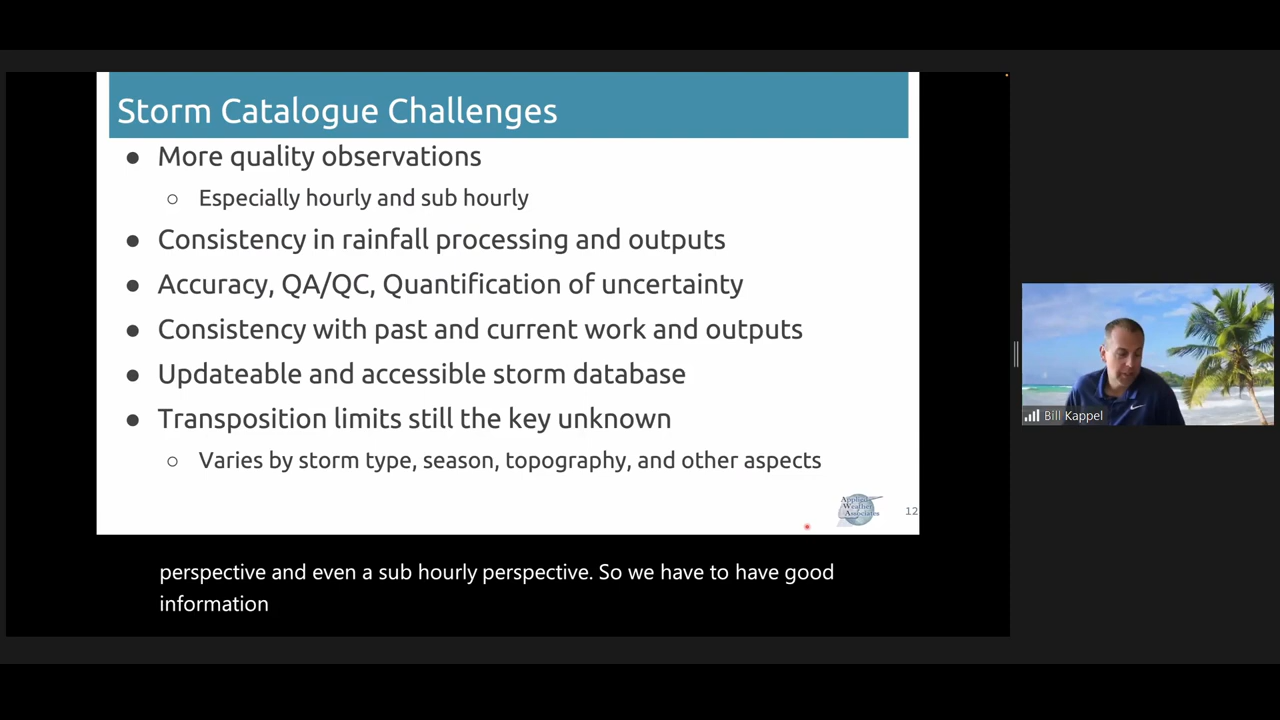 Storm Catalogue Challenges
● More quality observations
○ Especially hourly and sub hourly
● Consistency in rainfall processing and outputs
● Accuracy, QA/QC, Quantification of uncertainty
● Consistency with past and current work and outputs
● Updateable and accessible storm database
● Transposition limits still the key unknown
○ Varies by storm type, season, topography, and other aspects
Applied
Weather
Associates
12
perspective and even a sub hourly perspective. So we have to have good
information
Bill Kappel